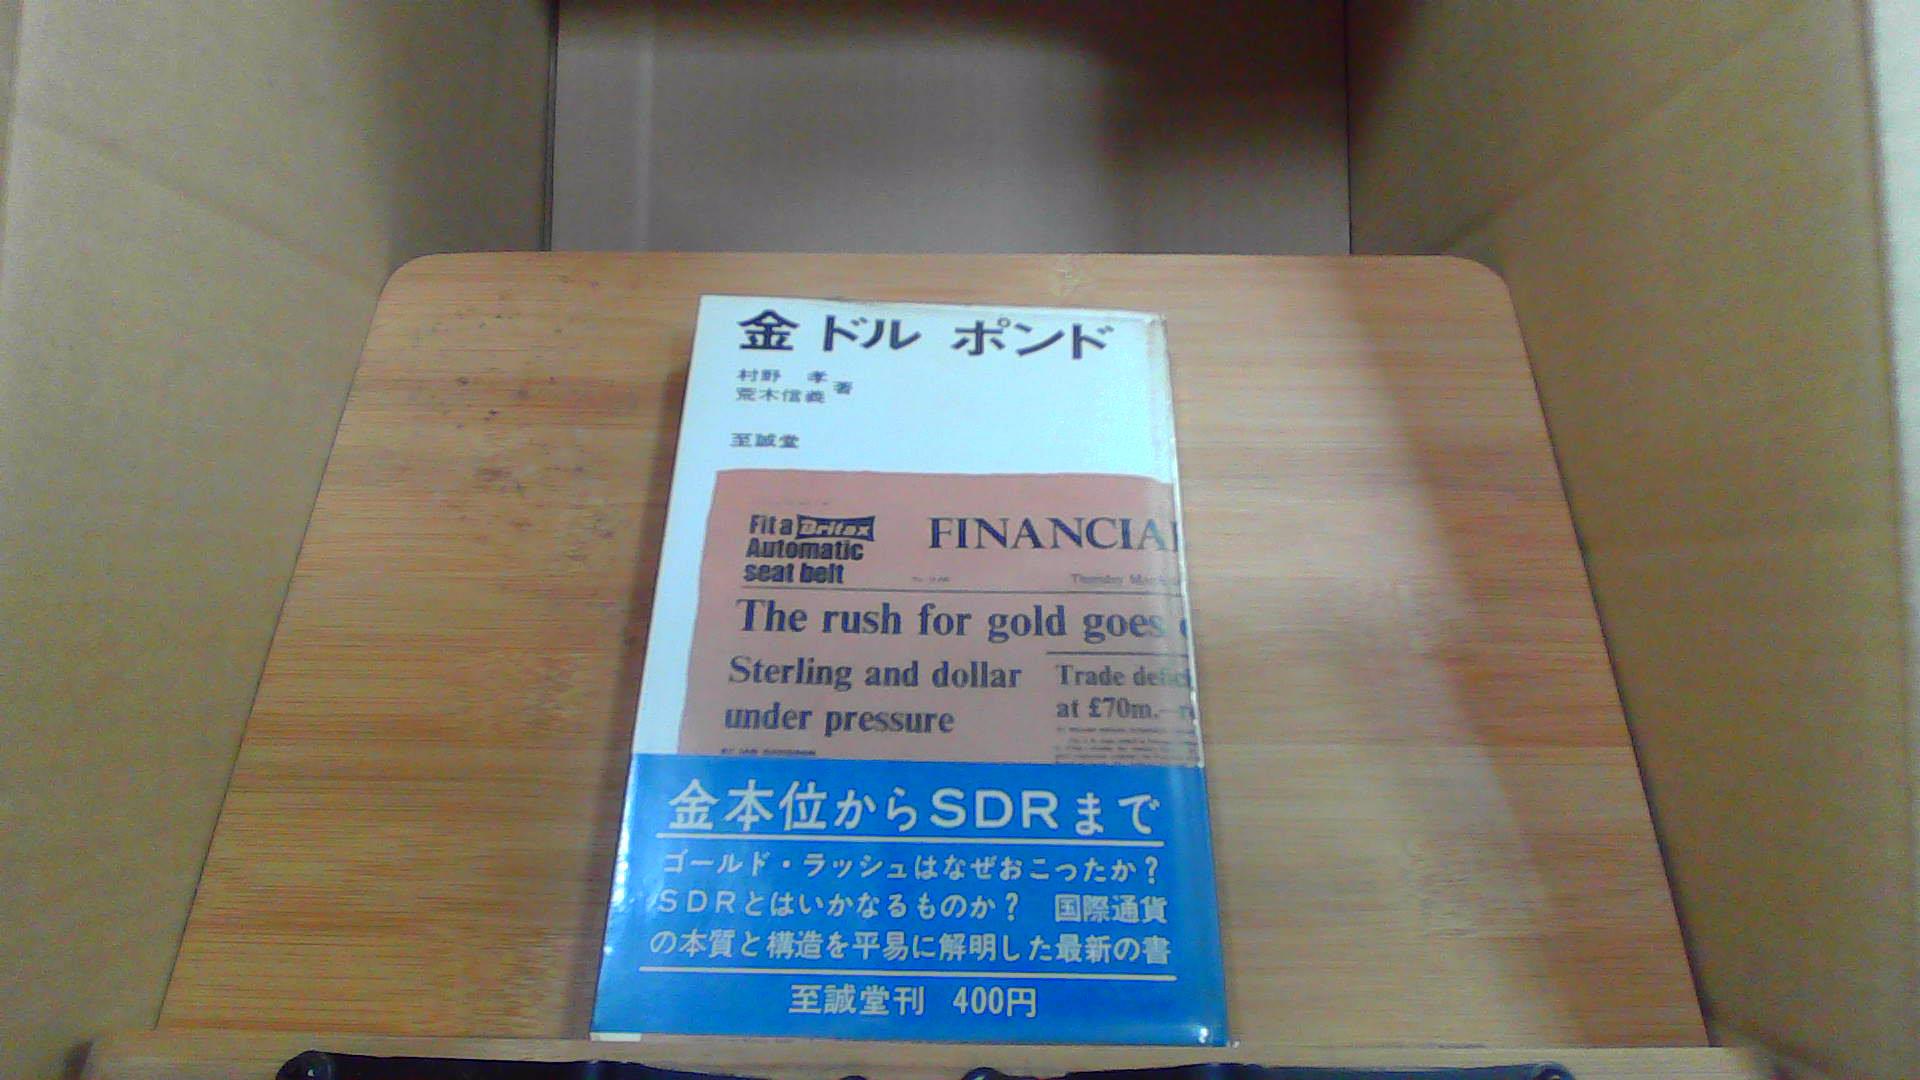 金 ドル ポンド
村野 孝
荒木信義 著
至誠堂
Fit a Britax
Automatic
seat belt
FINANCIAL
Thursday
The rush for gold goes
Sterling and dollar
under pressure
Trade defici
at £70m.—
金本位からSDRまで
ゴールド・ラッシュはなぜおこったか?
SDRとはいかなるものか? 国際通貨
の本質と構造を平易に解明した最新の書
至誠堂刊 400円